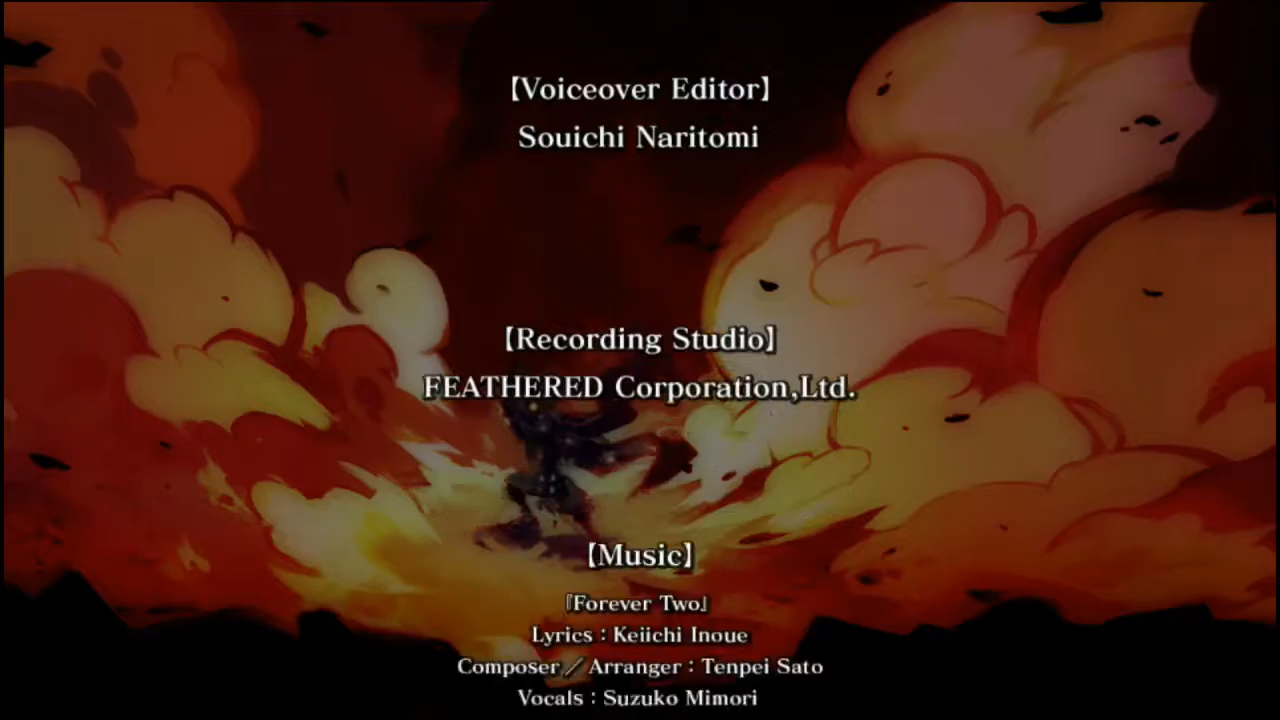 【Voiceover Editor】
Souichi Naritomi
【Recording Studio】
FEATHERED Corporation,Ltd.
【Music】
『Forever Two』
Lyrics：Keiichi Inoue
Composer／Arranger：Tenpei Sato
Vocals：Suzuko Mimori